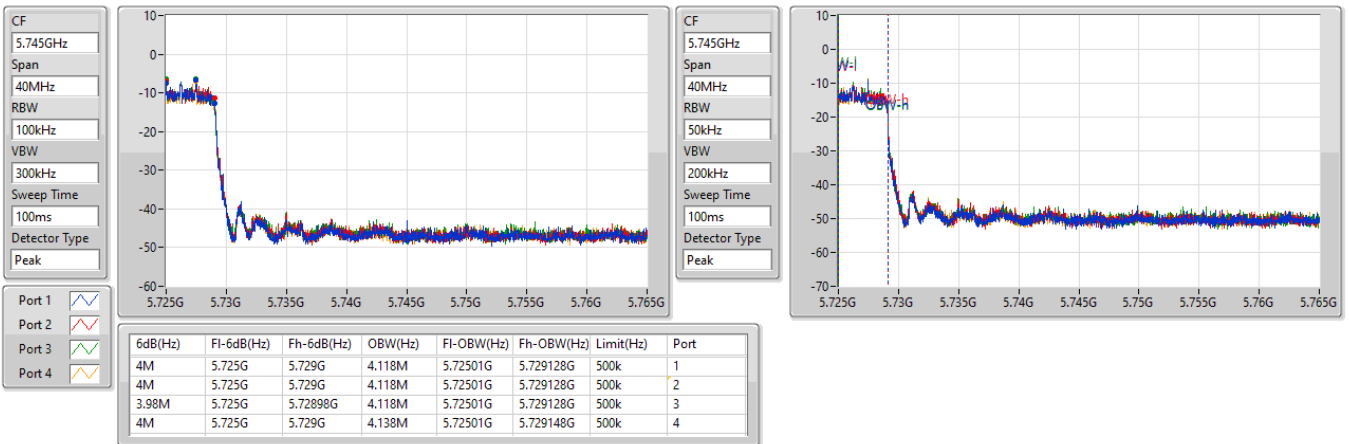 CF
5.745GHz
Span
40MHz
RBW
100kHz
VBW
300kHz
Sweep Time
100ms
Detector Type
Peak
10
0
-10
-20
-30
-40
-50
-60
5.725G 5.73G 5.735G 5.74G 5.745G 5.75G 5.755G 5.76G 5.765G
CF
5.745GHz
Span
40MHz
RBW
50kHz
VBW
200kHz
Sweep Time
100ms
Detector Type
Peak
10
0
-10
-20
-30
-40
-50
-60
-70
5.725G 5.73G 5.735G 5.74G 5.745G 5.75G 5.755G 5.76G 5.765G
Port 1
Port 2
Port 3
Port 4
6dB(Hz) Fl-6dB(Hz) Fh-6dB(Hz) OBW(Hz) Fl-OBW(Hz) Fh-OBW(Hz) Limit(Hz) Port
4M 5.725G 5.729G 4.118M 5.72501G 5.729128G 500k 1
4M 5.725G 5.729G 4.118M 5.72501G 5.729128G 500k 2
3.98M 5.725G 5.72898G 4.118M 5.72501G 5.729128G 500k 3
4M 5.725G 5.729G 4.138M 5.72501G 5.729148G 500k 4